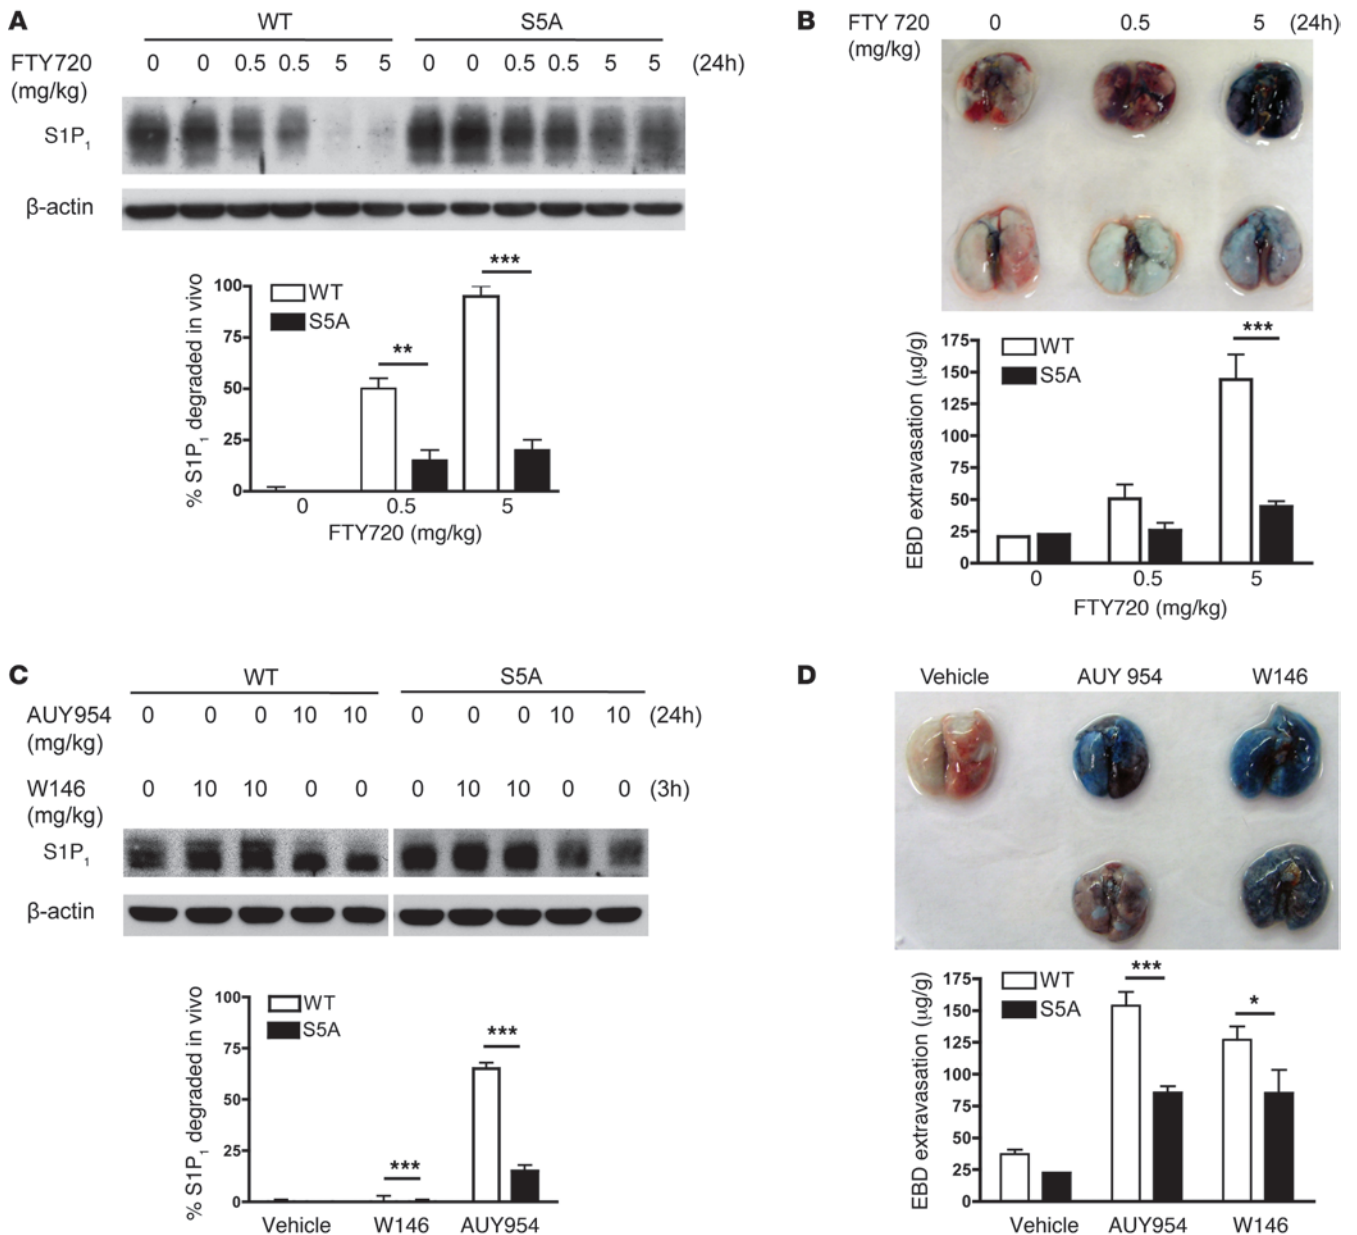 A
WT S5A
FTY720 0 0 0.5 0.5 5 5 0 0 0.5 0.5 5 5 (24h)
(mg/kg)
S1P₁
β-actin
% S1P₁ degraded in vivo
100
75
50
25
0
WT
S5A
**
***
0 0.5 5
FTY720 (mg/kg)
B
FTY 720 0 0.5 5 (24h)
(mg/kg)
EBD extravasation (µg/g)
175
150
125
100
75
50
25
0
WT
S5A
***
0 0.5 5
FTY720 (mg/kg)
C
WT S5A
AUY954 0 0 0 10 10 0 0 0 10 10 (24h)
(mg/kg)
W146 0 10 10 0 0 0 10 10 0 0 (3h)
(mg/kg)
S1P₁
β-actin
% S1P₁ degraded in vivo
100
75
50
25
0
WT
S5A
***
***
Vehicle W146 AUY954
D
Vehicle AUY 954 W146
EBD extravasation (µg/g)
175
150
125
100
75
50
25
0
WT
S5A
***
*
Vehicle AUY954 W146